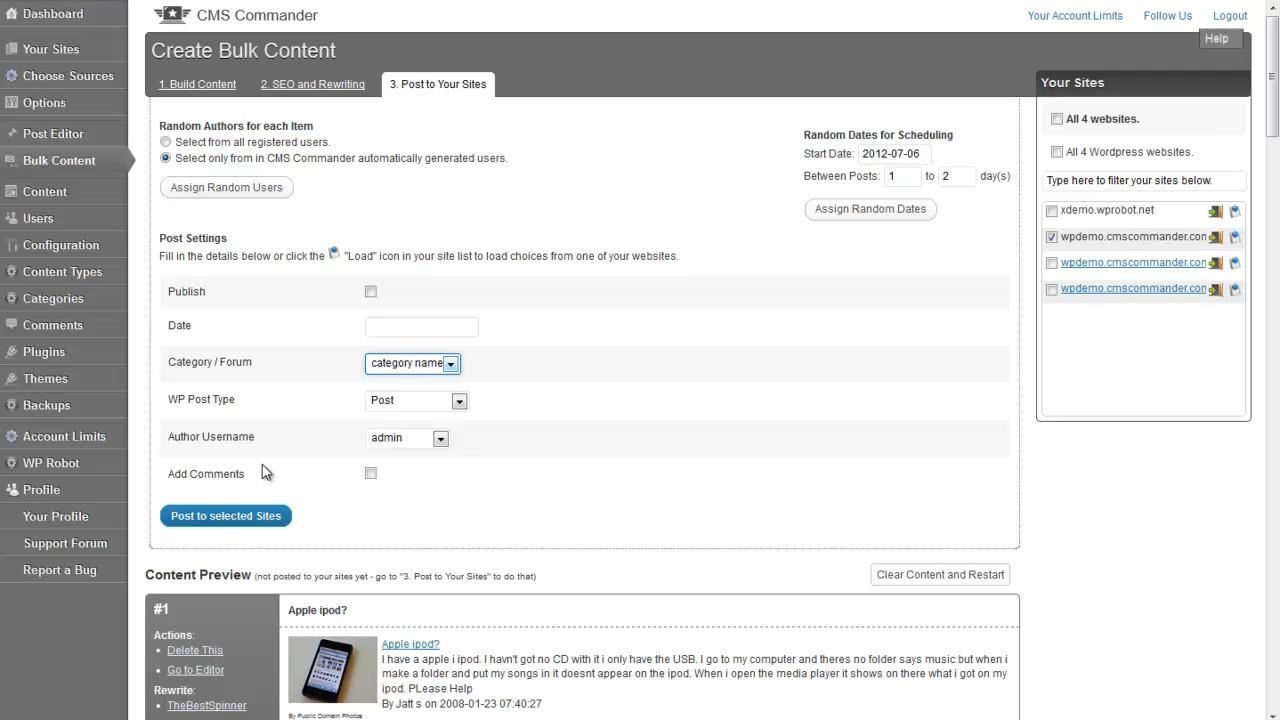 Dashboard
Your Sites
Choose Sources
Options
Post Editor
Bulk Content
Content
Users
Configuration
Content Types
Categories
Comments
Plugins
Themes
Backups
Account Limits
WP Robot
Profile
Your Profile
Support Forum
Report a Bug
CMS Commander
Your Account Limits Follow Us Logout
Help
Create Bulk Content
1. Build Content 2. SEO and Rewriting 3. Post to Your Sites
Random Authors for each Item
Select from all registered users.
Select only from in CMS Commander automatically generated users.
Assign Random Users
Random Dates for Scheduling
Start Date: 2012-07-06
Between Posts: 1 to 2 day(s)
Assign Random Dates
Post Settings
Fill in the details below or click the "Load" icon in your site list to load choices from one of your websites.
Publish
Date
Category / Forum category name
WP Post Type Post
Author Username admin
Add Comments
Post to selected Sites
Content Preview (not posted to your sites yet - go to "3. Post to Your Sites" to do that)
Clear Content and Restart
#1
Actions:
Delete This
Go to Editor
Rewrite:
TheBestSpinner
Apple ipod?
Apple ipod?
I have a apple i ipod. I havn't got no CD with it i only have the USB. I go to my computer and theres no folder says music but when i
make a folder and put my songs in it doesnt appear on the ipod. When i open the media player it shows on there what i got on my
ipod. PLease Help
By Jatt s on 2008-01-23 07:40:27
By Public Domain Photos
Your Sites
All 4 websites.
All 4 Wordpress websites.
Type here to filter your sites below.
xdemo.wprobot.net
wpdemo.cmscommander.con
wpdemo.cmscommander.con
wpdemo.cmscommander.con